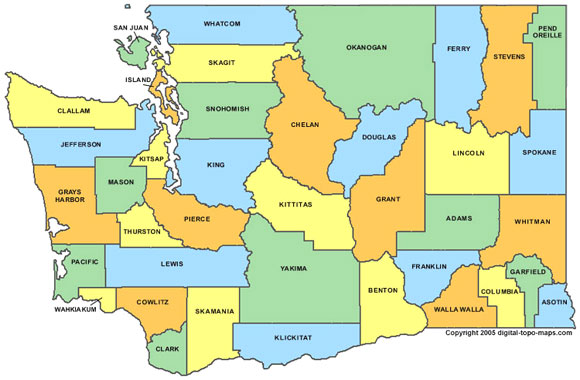 SAN JUAN
WHATCOM
PEND
OREILLE
OKANOGAN
FERRY
STEVENS
SKAGIT
ISLAND
CLALLAM
SNOHOMISH
CHELAN
DOUGLAS
JEFFERSON
KITSAP
KING
LINCOLN
SPOKANE
MASON
GRAYS
HARBOR
KITTITAS
GRANT
PIERCE
ADAMS
WHITMAN
THURSTON
PACIFIC
LEWIS
YAKIMA
FRANKLIN
GARFIELD
BENTON
COLUMBIA
ASOTIN
WAHKIAKUM
COWLITZ
SKAMANIA
WALLA WALLA
KLICKITAT
CLARK
Copyright 2005 digital-topo-maps.com